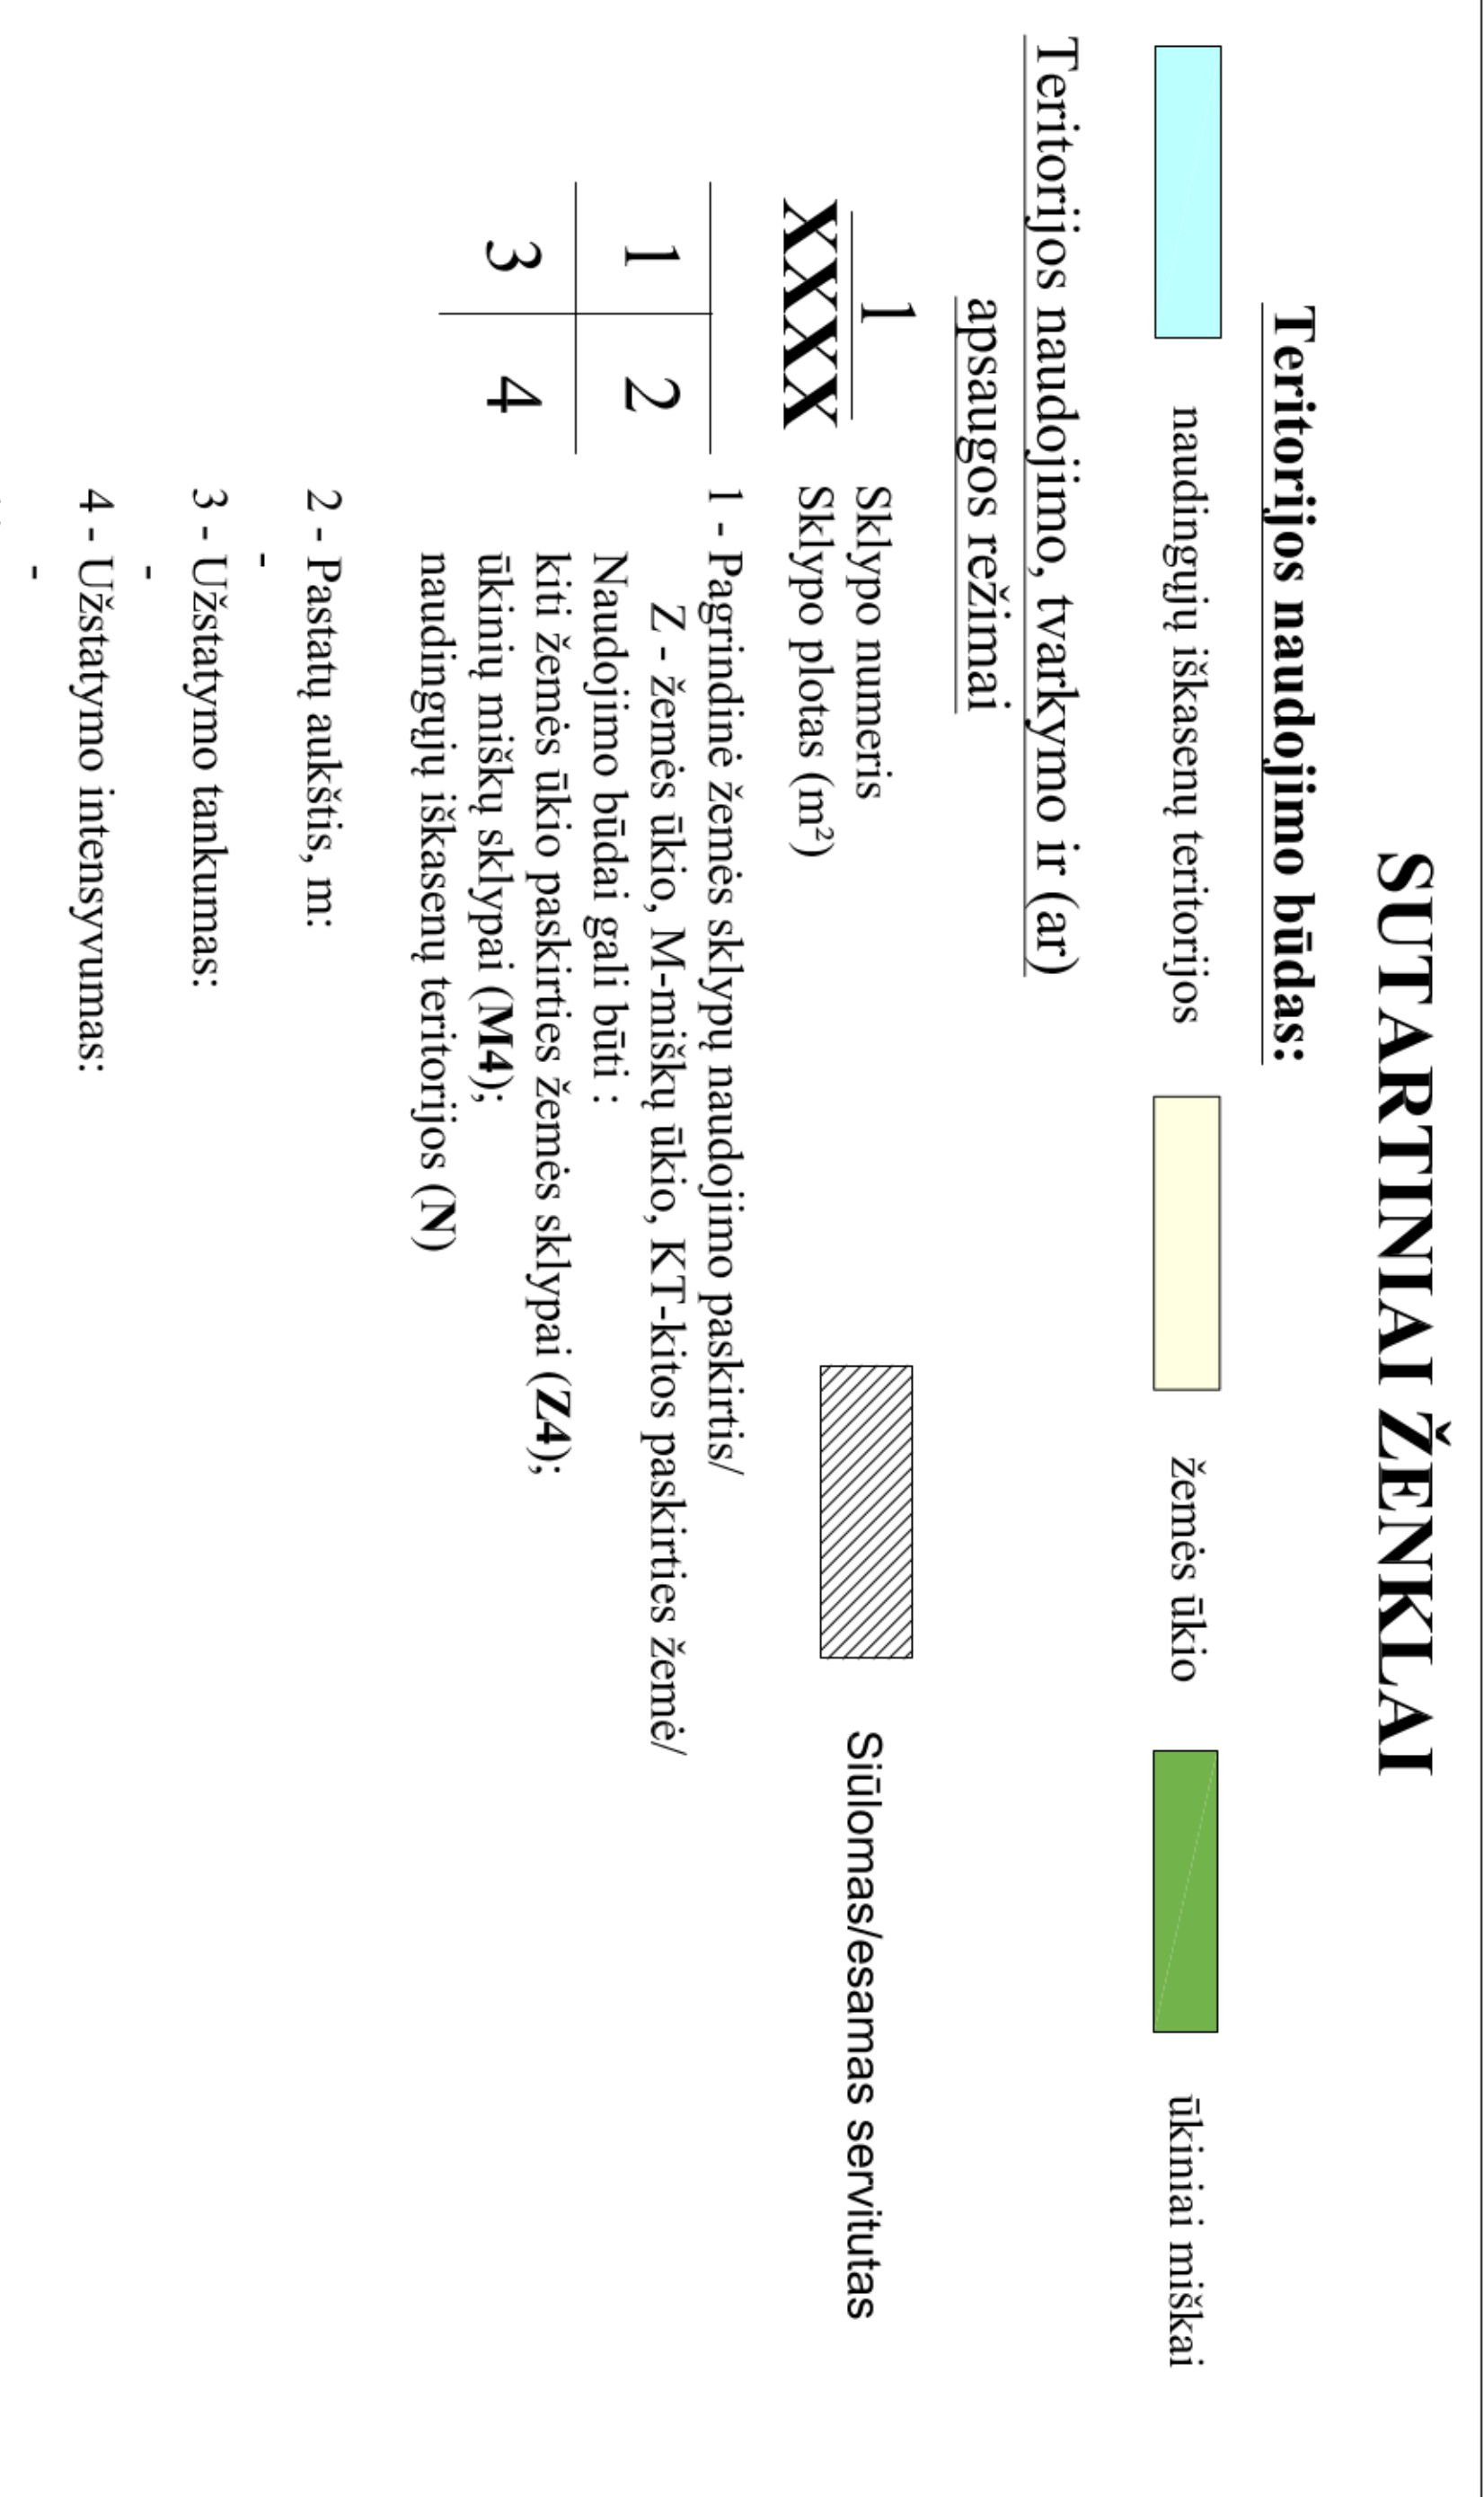 SUTARTINIAI ŽENKLAI
Teritorijos naudojimo būdas:
naudingųjų iškasenų teritorijos
žemės ūkio
ūkiniai miškai
Teritorijos naudojimo, tvarkymo ir (ar)
apsaugos režimai
1
XXXX
Sklypo numeris
Sklypo plotas (m²)
Siūlomas/esamas servitutas
1 2
3 4
1 - Pagrindinė žemės sklypų naudojimo paskirtis/
Z - žemės ūkio, M-miškų ūkio, KT-kitos paskirties žemė/
Naudojimo būdai gali būti :
kiti žemės ūkio paskirties žemės sklypai (Z4);
ūkinių miškų sklypai (M4);
naudingųjų iškasenų teritorijos (N)
2 - Pastatų aukštis, m:
-
3 - Užstatymo tankumas:
-
4 - Užstatymo intensyvumas:
-